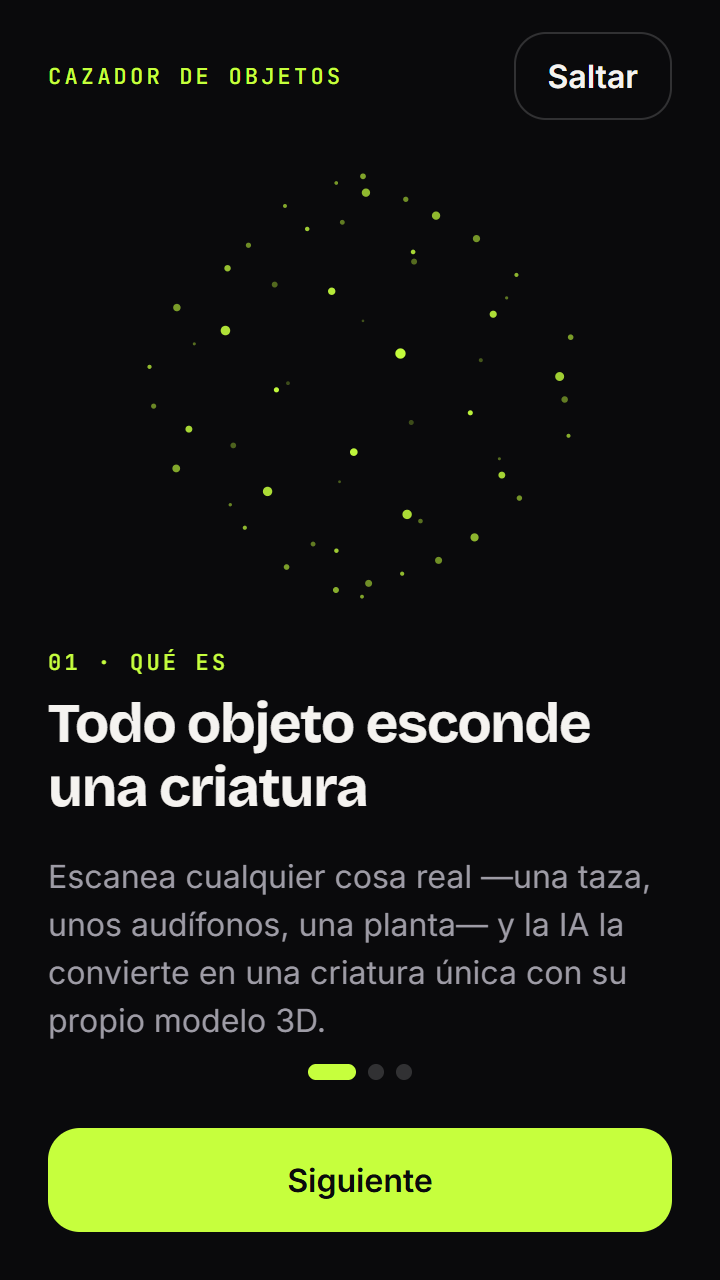 CAZADOR DE OBJETOS
Saltar
01 · QUÉ ES
Todo objeto esconde
una criatura
Escanea cualquier cosa real —una taza,
unos audífonos, una planta— y la IA la
convierte en una criatura única con su
propio modelo 3D.
Siguiente